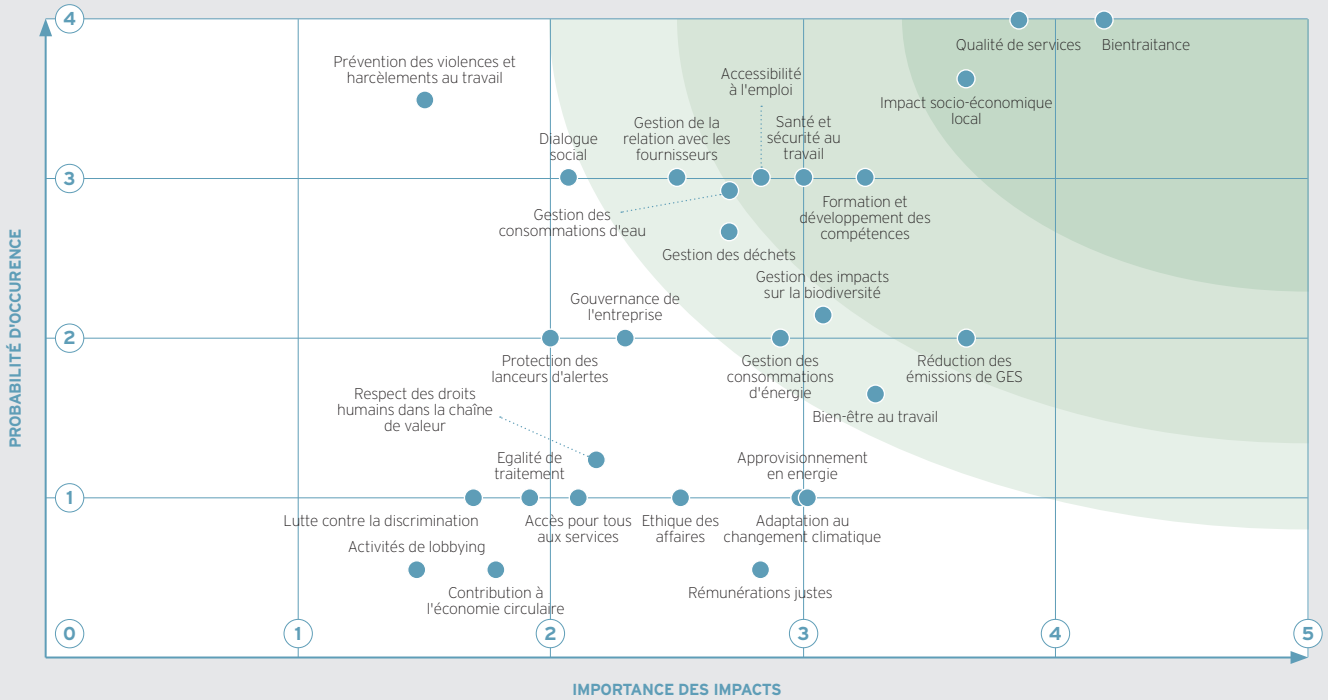 4
Qualité de services
Bientraitance
Prévention des violences et
harcèlements au travail
Accessibilité
à l'emploi
Impact socio-économique
local
Dialogue
social
Gestion de la
relation avec les
fournisseurs
Santé et
sécurité au
travail
3
Gestion des
consommations d'eau
Formation et
développement des
compétences
Gestion des déchets
Gestion des impacts
sur la biodiversité
Gouvernance de
l'entreprise
2
Protection des
lanceurs d'alertes
Gestion des
consommations
d'énergie
Réduction des
émissions de GES
Respect des droits
humains dans la chaîne
de valeur
Bien-être au travail
Egalité de
traitement
Approvisionnement
en energie
1
Lutte contre la discrimination
Accès pour tous
aux services
Ethique des
affaires
Adaptation au
changement climatique
Activités de lobbying
Contribution à
l'économie circulaire
Rémunérations justes
0
1
2
3
4
5
PROBABILITÉ D'OCCURENCE
IMPORTANCE DES IMPACTS